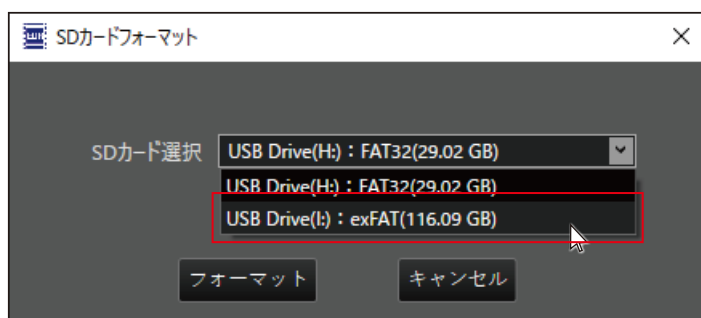 SDカードフォーマット
SDカード選択 USB Drive(H:)：FAT32(29.02 GB)
USB Drive(H:)：FAT32(29.02 GB)
USB Drive(I:)：exFAT(116.09 GB)
フォーマット キャンセル